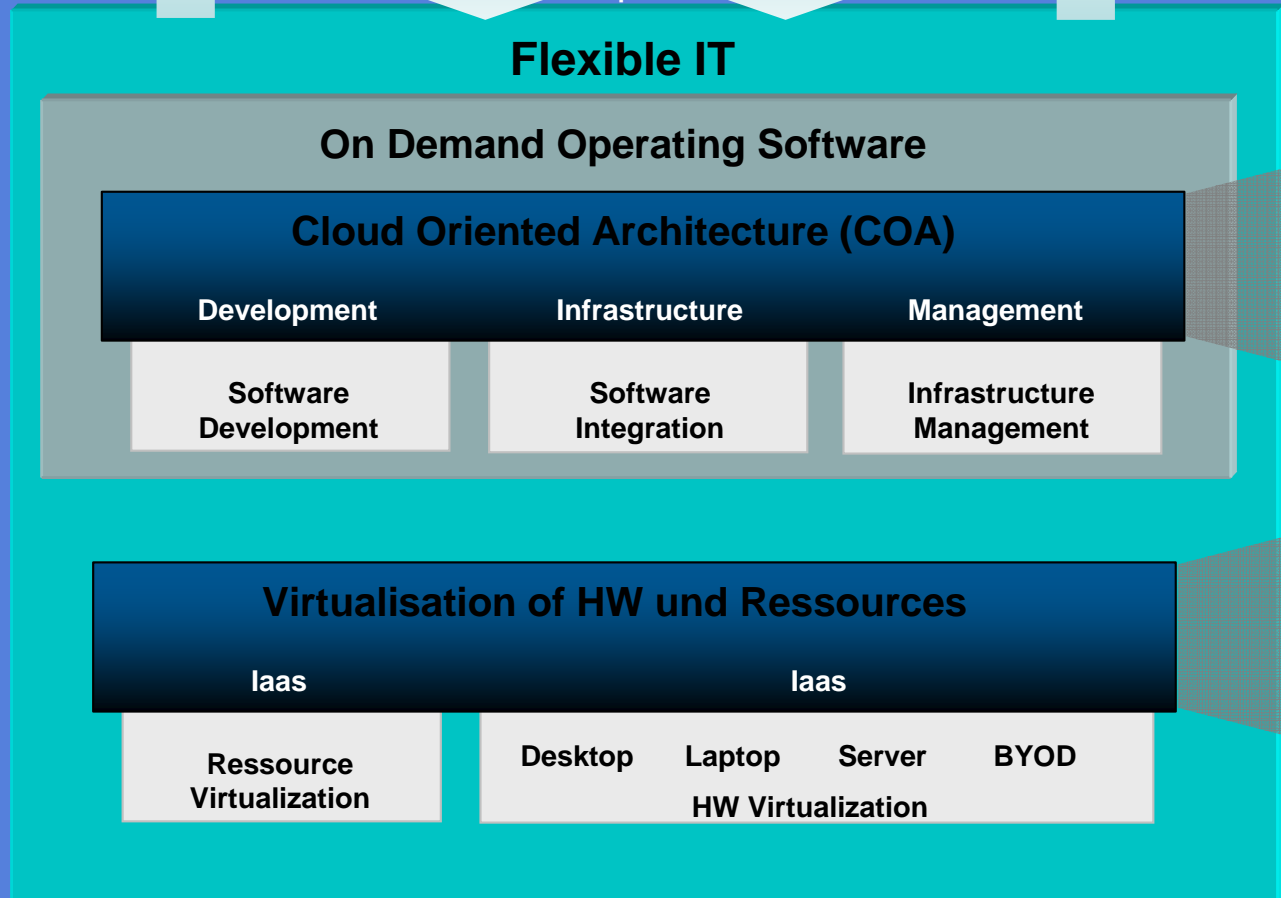 Flexible IT
On Demand Operating Software
Cloud Oriented Architecture (COA)
Development Infrastructure Management
Software
Development
Software
Integration
Infrastructure
Management
Virtualisation of HW und Ressources
Iaas Iaas
Ressource
Virtualization
Desktop Laptop Server BYOD
HW Virtualization